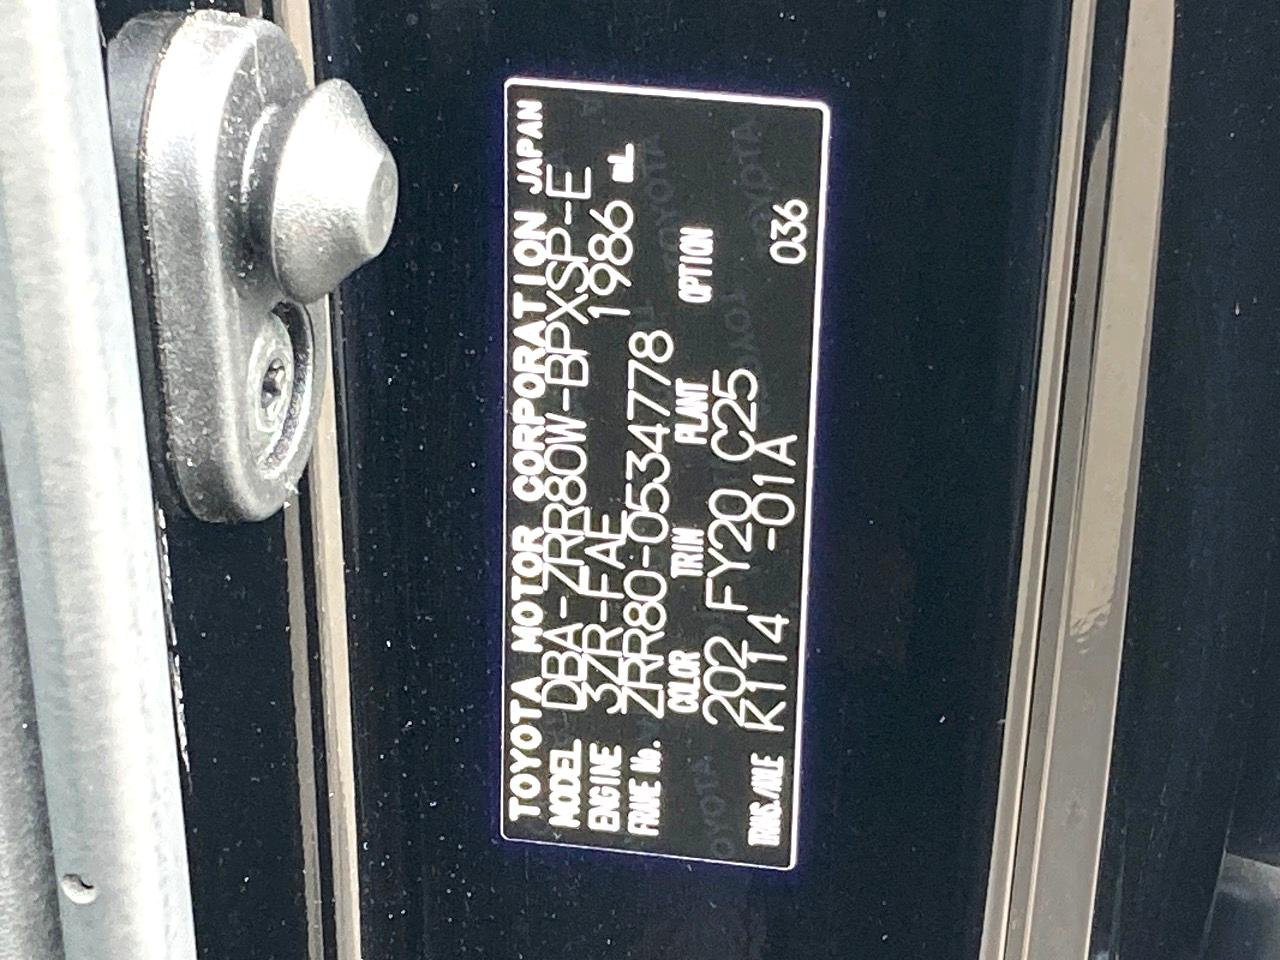 TOYOTA MOTOR CORPORATION JAPAN
MODEL DBA-ZRR80W-BPXSP-E
ENGINE 3ZR-FAE 1986 mL
FRAME No. ZRR80-0534778
COLOR TRIM PLANT OPTION
202 FY20 C25
TRANS./AXLE K114 -01A 036